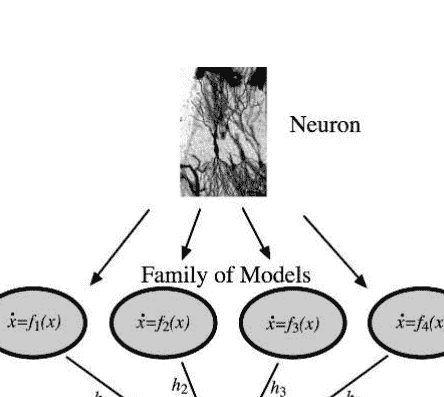 Neuron
Family of Models
ẋ=f₁(x)
ẋ=f₂(x)
ẋ=f₃(x)
ẋ=f₄(x
h₂
h₃